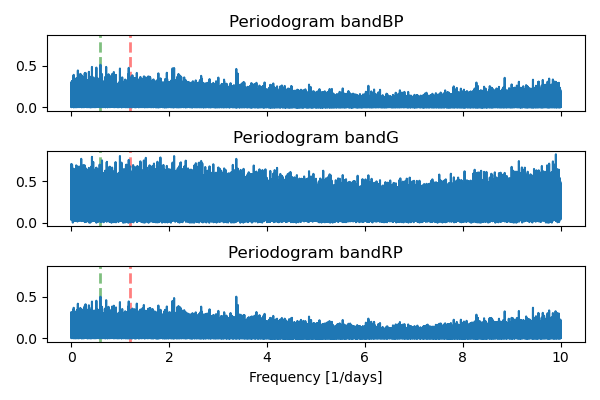 Periodogram bandBP
0.5
0.0
Periodogram bandG
0.5
0.0
Periodogram bandRP
0.5
0.0
0 2 4 6 8 10
Frequency [1/days]